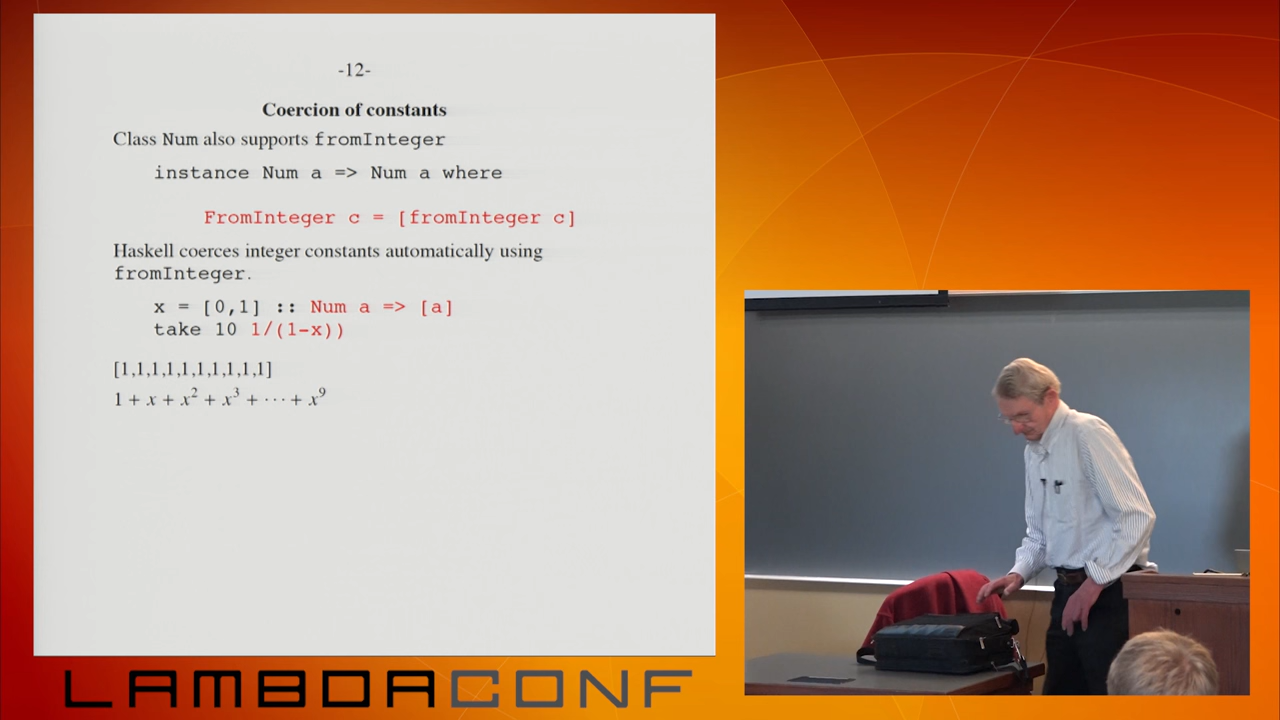 -12-
Coercion of constants
Class Num also supports fromInteger
instance Num a => Num a where
FromInteger c = [fromInteger c]
Haskell coerces integer constants automatically using
fromInteger.
x = [0,1] :: Num a => [a]
take 10 1/(1-x))
[1,1,1,1,1,1,1,1,1,1]
1 + x + x² + x³ + ⋯ + x⁹
LAMBDACONF